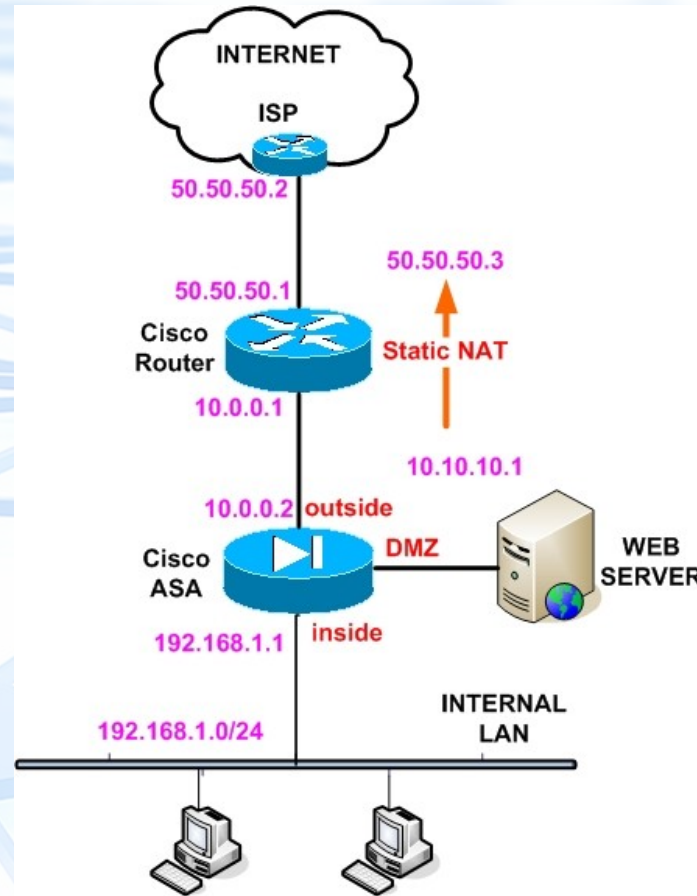 INTERNET
ISP
50.50.50.2
50.50.50.3
50.50.50.1
Cisco
Router
Static NAT
10.0.0.1
10.10.10.1
10.0.0.2
outside
Cisco
ASA
DMZ
WEB
SERVER
inside
192.168.1.1
INTERNAL
LAN
192.168.1.0/24